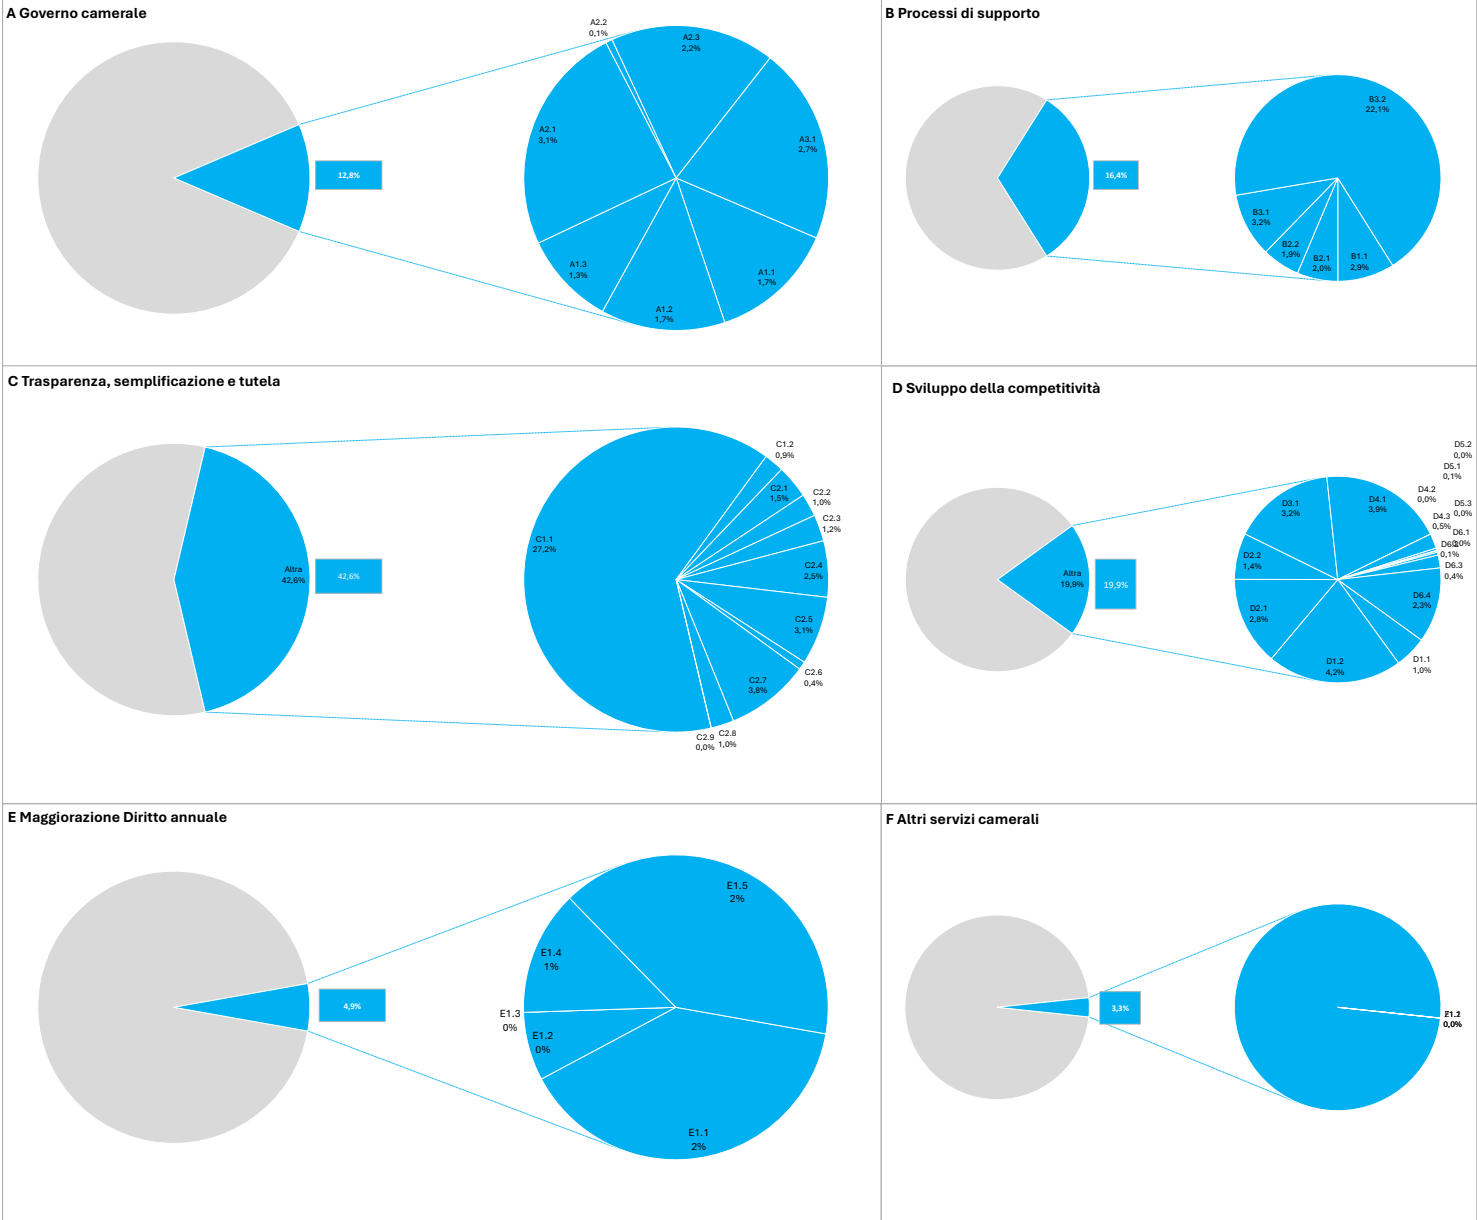 A Governo camerale
12,8%
A2.2
0,1%
A2.3
2,2%
A2.1
3,1%
A3.1
2,7%
A1.3
1,3%
A1.1
1,7%
A1.2
1,7%
B Processi di supporto
16,4%
B3.2
22,1%
B3.1
3,2%
B2.2
1,9%
B2.1
2,0%
B1.1
2,9%
C Trasparenza, semplificazione e tutela
Altra
42,6%
42,6%
C1.2
0,9%
C2.1
1,5%
C2.2
1,0%
C2.3
1,2%
C1.1
27,2%
C2.4
2,5%
C2.5
3,1%
C2.6
0,4%
C2.7
3,8%
C2.9
0,0%
C2.8
1,0%
D Sviluppo della competitività
Altra
19,9%
19,9%
D5.2
0,0%
D5.1
0,1%
D4.2
0,0%
D5.3
0,0%
D3.1
3,2%
D4.1
3,9%
D4.3
0,5%
D6.1
0,0%
0,1%
D6.3
0,4%
D2.2
1,4%
D6.4
2,3%
D2.1
2,8%
D1.2
4,2%
D1.1
1,0%
E Maggiorazione Diritto annuale
4,9%
E1.5
2%
E1.4
1%
E1.3
0%
E1.2
0%
E1.1
2%
F Altri servizi camerali
3,3%
0,0%